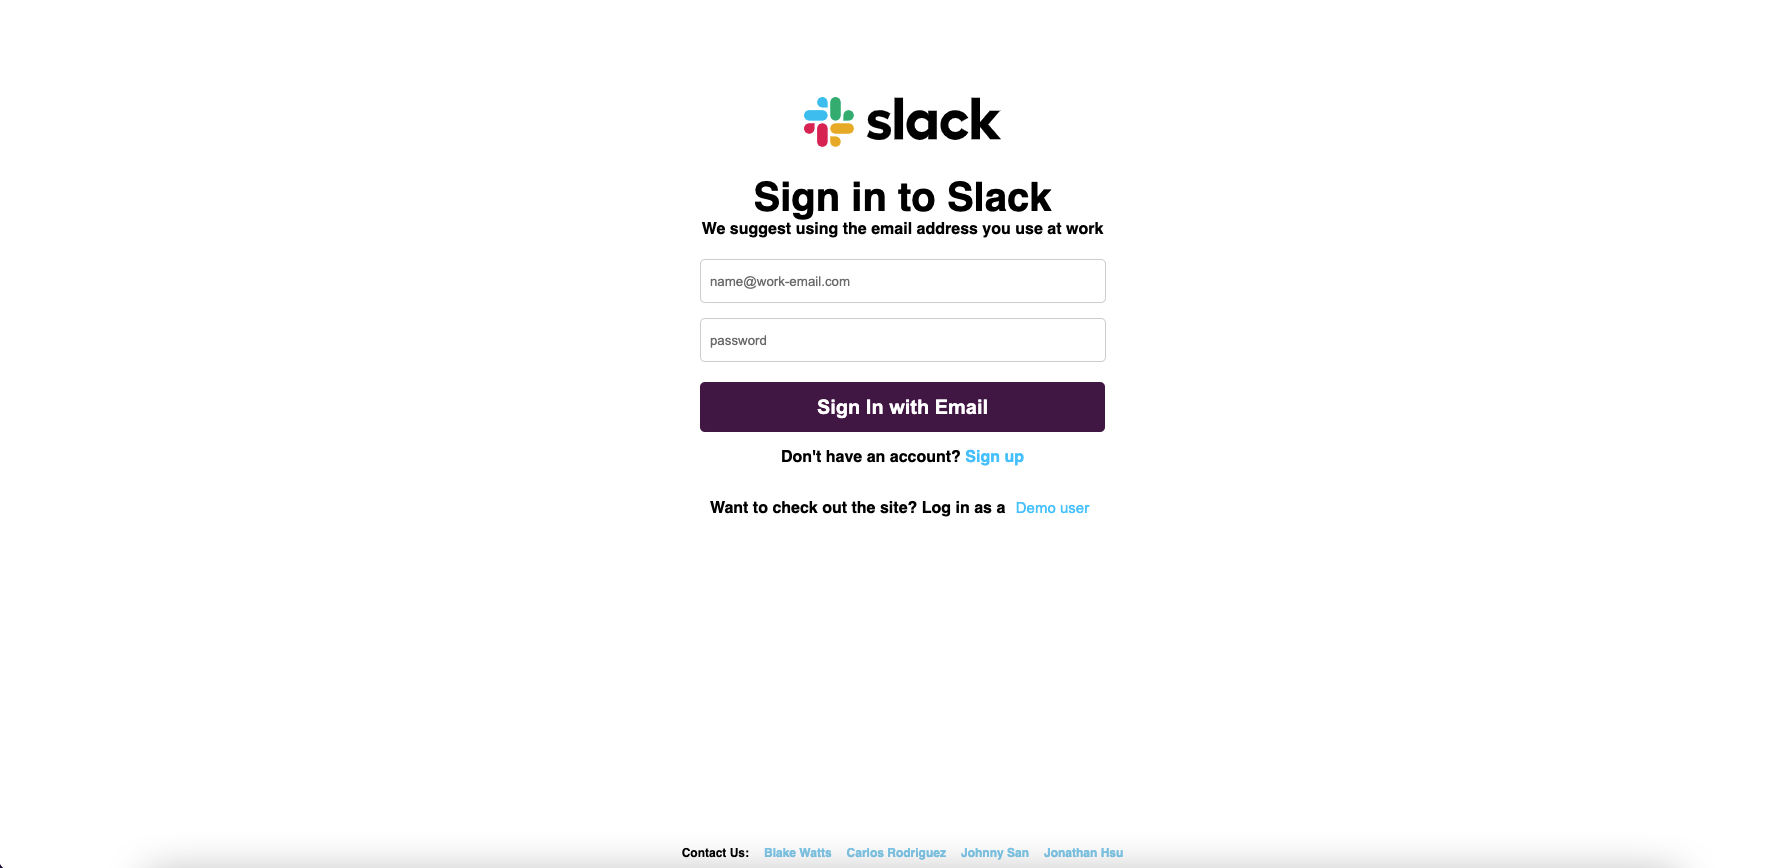 slack
Sign in to Slack
We suggest using the email address you use at work
name@work-email.com
password
Sign In with Email
Don't have an account? Sign up
Want to check out the site? Log in as a Demo user
Contact Us: Blake Watts Carlos Rodriguez Johnny San Jonathan Hsu